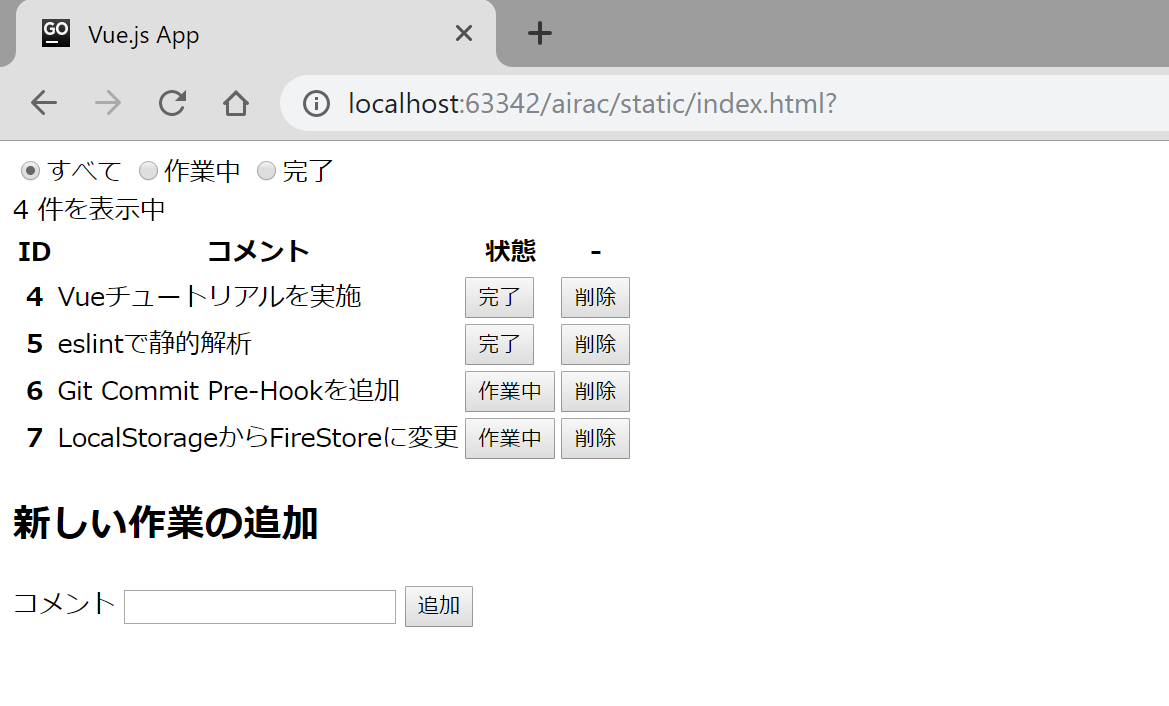 GO Vue.js App
localhost:63342/airac/static/index.html?
すべて 作業中 完了
4 件を表示中
ID コメント 状態 -
4 Vueチュートリアルを実施 完了 削除
5 eslintで静的解析 完了 削除
6 Git Commit Pre-Hookを追加 作業中 削除
7 LocalStorageからFireStoreに変更 作業中 削除
新しい作業の追加
コメント 追加